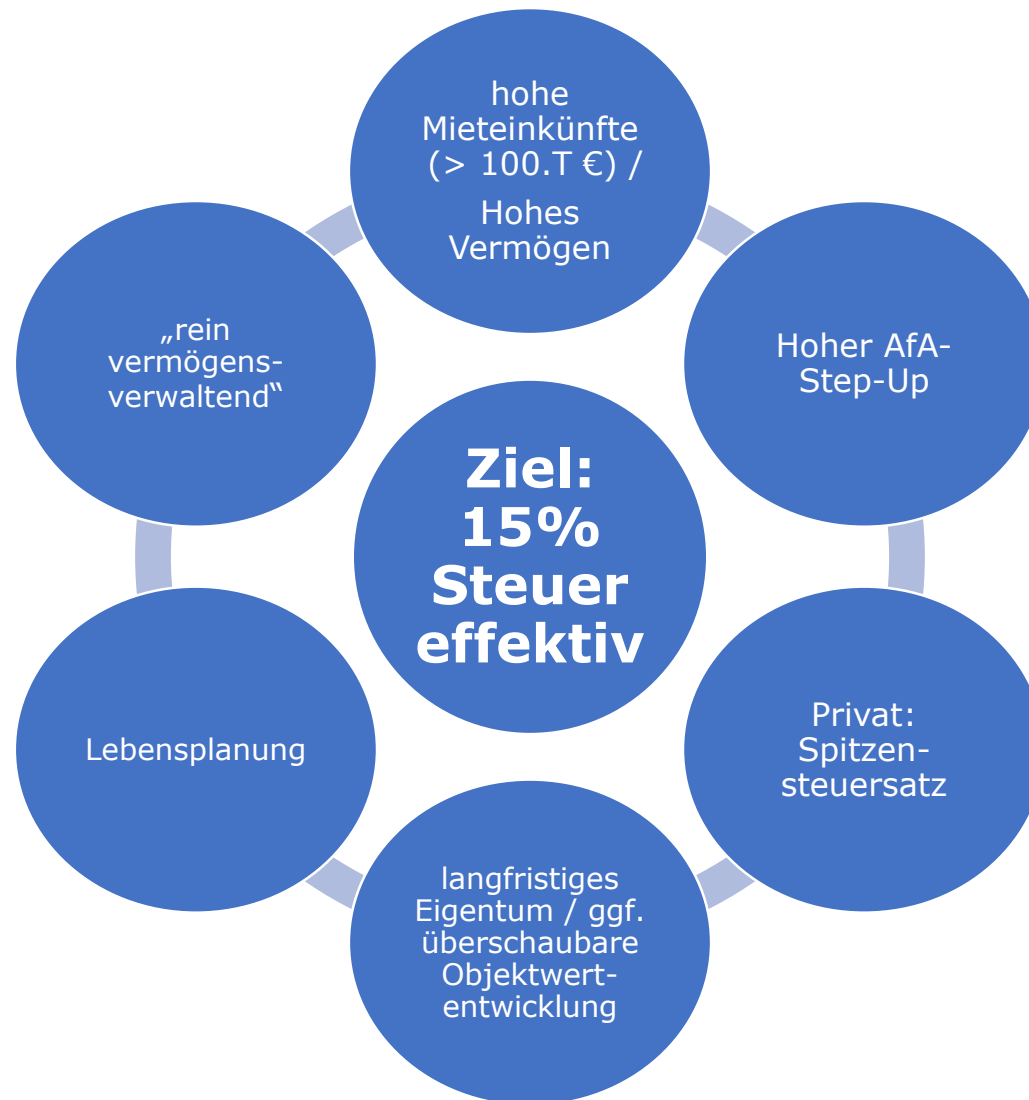 hohe
Mieteinkünfte
(> 100.T €) /
Hohes
Vermögen
Hoher AfA-
Step-Up
Privat:
Spitzen-
steuersatz
langfristiges
Eigentum / ggf.
überschaubare
Objektwert-
entwicklung
Lebensplanung
„rein
vermögens-
verwaltend“
Ziel:
15%
Steuer
effektiv